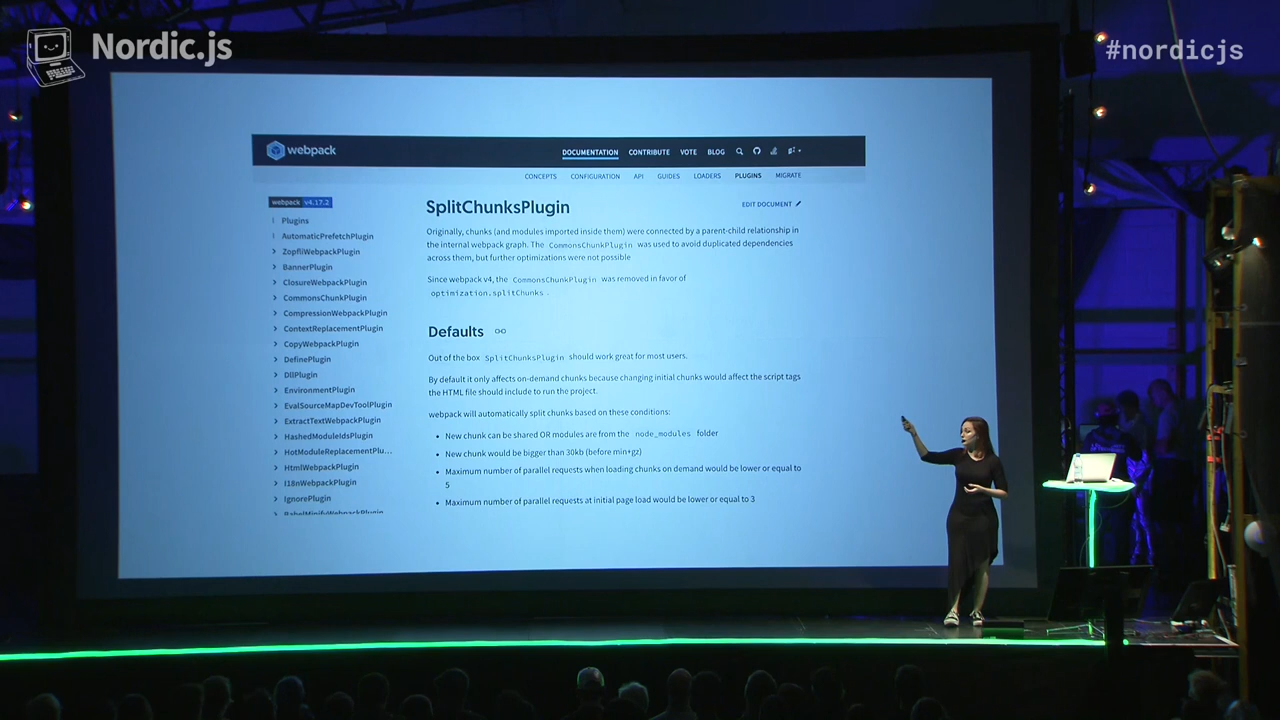 Nordic.js
#nordicjs
webpack
DOCUMENTATION CONTRIBUTE VOTE BLOG
CONCEPTS CONFIGURATION API GUIDES LOADERS PLUGINS MIGRATE
webpack v4.17.2
Plugins
AutomaticPrefetchPlugin
ZopfliWebpackPlugin
BannerPlugin
ClosureWebpackPlugin
CommonsChunkPlugin
CompressionWebpackPlugin
ContextReplacementPlugin
CopyWebpackPlugin
DefinePlugin
DllPlugin
EnvironmentPlugin
EvalSourceMapDevToolPlugin
ExtractTextWebpackPlugin
HashedModuleIdsPlugin
HotModuleReplacementPlu...
HtmlWebpackPlugin
I18nWebpackPlugin
IgnorePlugin
BabelMinifyWebpackPlugin
SplitChunksPlugin
EDIT DOCUMENT
Originally, chunks (and modules imported inside them) were connected by a parent-child relationship in
the internal webpack graph. The CommonsChunkPlugin was used to avoid duplicated dependencies
across them, but further optimizations were not possible
Since webpack v4, the CommonsChunkPlugin was removed in favor of
optimization.splitChunks .
Defaults
Out of the box SplitChunksPlugin should work great for most users.
By default it only affects on-demand chunks because changing initial chunks would affect the script tags
the HTML file should include to run the project.
webpack will automatically split chunks based on these conditions:
• New chunk can be shared OR modules are from the node_modules folder
• New chunk would be bigger than 30kb (before min+gz)
• Maximum number of parallel requests when loading chunks on demand would be lower or equal to
5
• Maximum number of parallel requests at initial page load would be lower or equal to 3